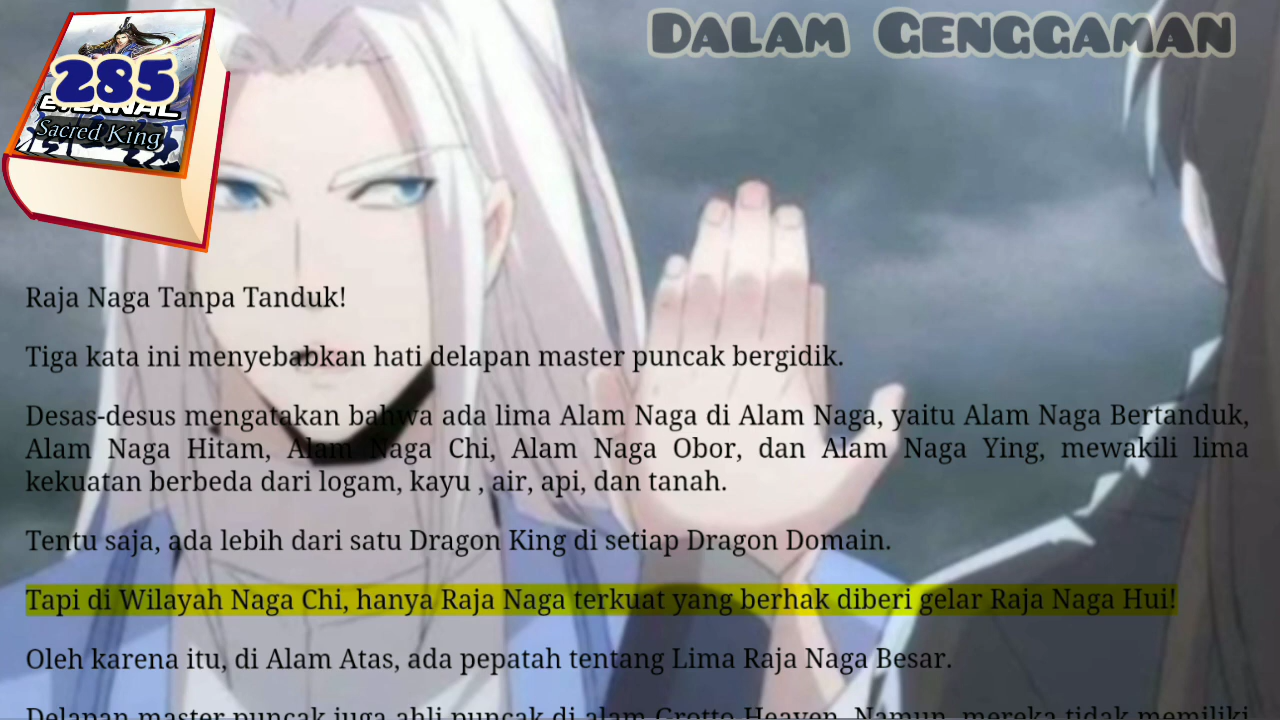 Dalam Genggaman
285
ETERNAL
Sacred King
Raja Naga Tanpa Tanduk!
Tiga kata ini menyebabkan hati delapan master puncak bergidik.
Desas-desus mengatakan bahwa ada lima Alam Naga di Alam Naga, yaitu Alam Naga Bertanduk,
Alam Naga Hitam, Alam Naga Chi, Alam Naga Obor, dan Alam Naga Ying, mewakili lima
kekuatan berbeda dari logam, kayu , air, api, dan tanah.
Tentu saja, ada lebih dari satu Dragon King di setiap Dragon Domain.
Tapi di Wilayah Naga Chi, hanya Raja Naga terkuat yang berhak diberi gelar Raja Naga Hui!
Oleh karena itu, di Alam Atas, ada pepatah tentang Lima Raja Naga Besar.
Delapan master puncak juga ahli puncak di alam Grotto Heaven. Namun, mereka tidak memiliki